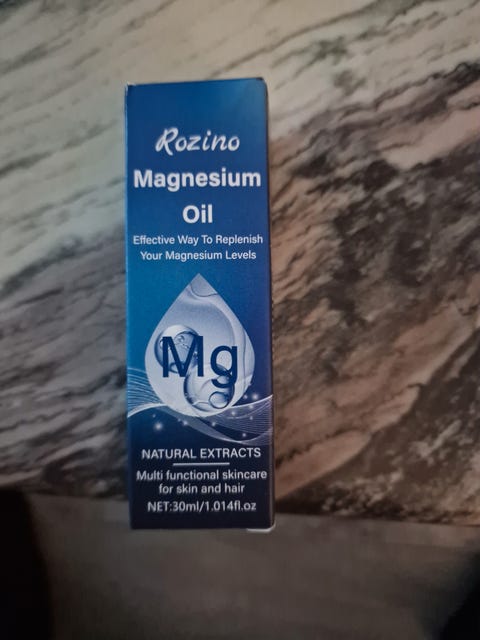 Rozino
Magnesium
Oil
Effective Way To Replenish
Your Magnesium Levels
Mg
NATURAL EXTRACTS
Multi functional skincare
for skin and hair
NET:30ml/1.014fl.oz